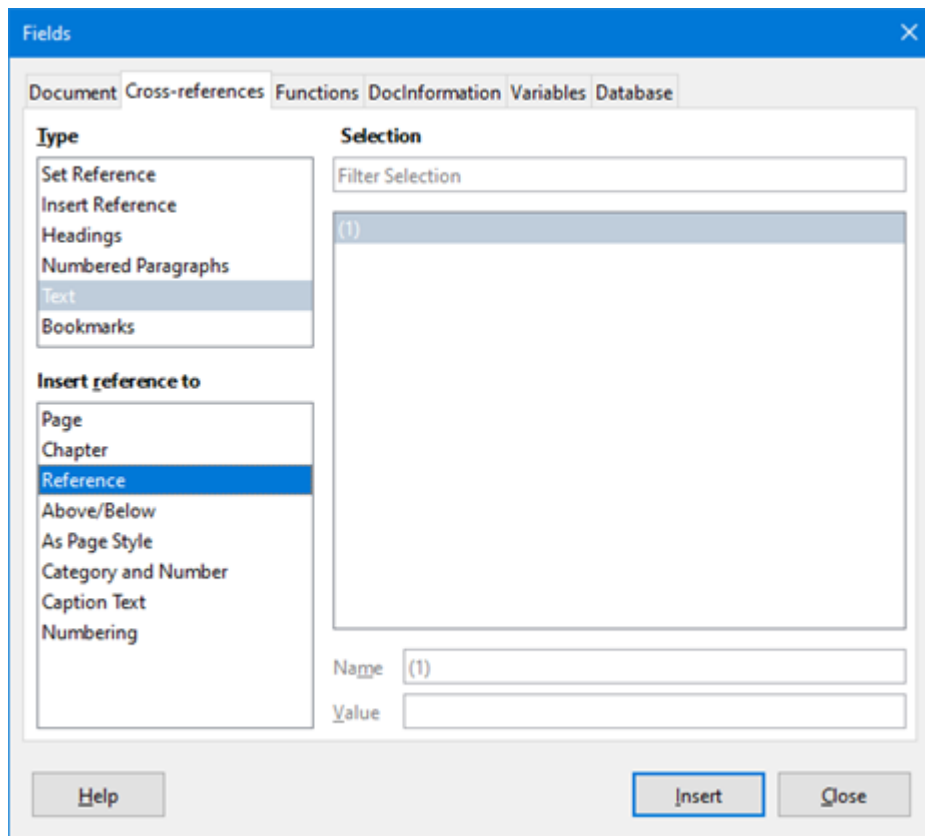 Fields
Document Cross-references Functions DocInformation Variables Database
Type
Set Reference
Insert Reference
Headings
Numbered Paragraphs
Text
Bookmarks
Insert reference to
Page
Chapter
Reference
Above/Below
As Page Style
Category and Number
Caption Text
Numbering
Selection
Filter Selection
(1)
Name (1)
Value
Help Insert Close